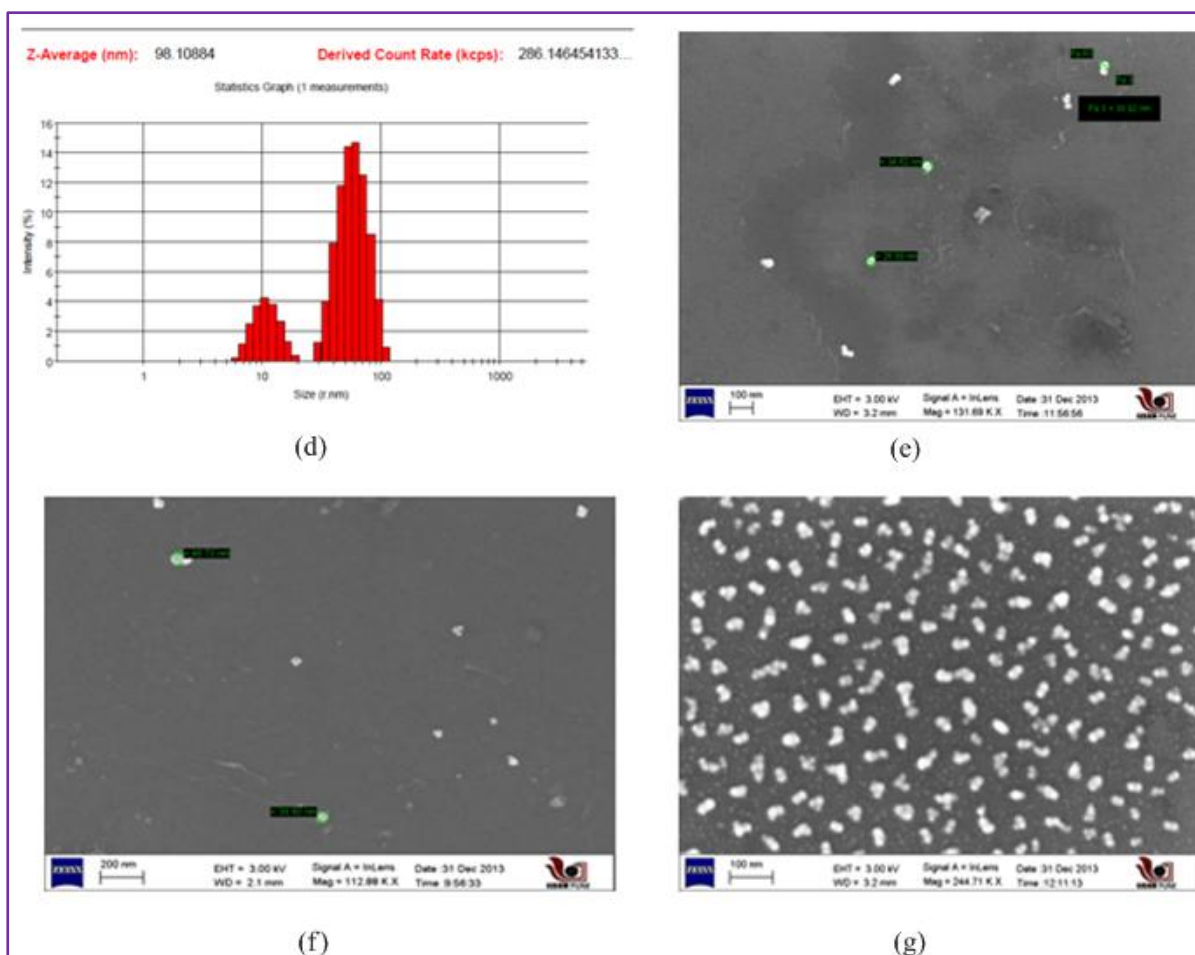 Z-Average (nm): 98.10884 Derived Count Rate (kcps): 286.146454133...
Statistics Graph (1 measurements)
Intensity (%)
16
14
12
10
8
6
4
2
0
1 10 100 1000
Size (r.nm)
(d)
ZEISS
100 nm
EHT = 3.00 kV Signal A = InLens Date :31 Dec 2013
WD = 3.2 mm Mag = 131.69 K X Time :11:56:56
(e)
ZEISS
200 nm
EHT = 3.00 kV Signal A = InLens Date :31 Dec 2013
WD = 2.1 mm Mag = 112.88 K X Time :9:56:33
(f)
ZEISS
100 nm
EHT = 3.00 kV Signal A = InLens Date :31 Dec 2013
WD = 3.2 mm Mag = 244.71 K X Time :12:11:13
(g)